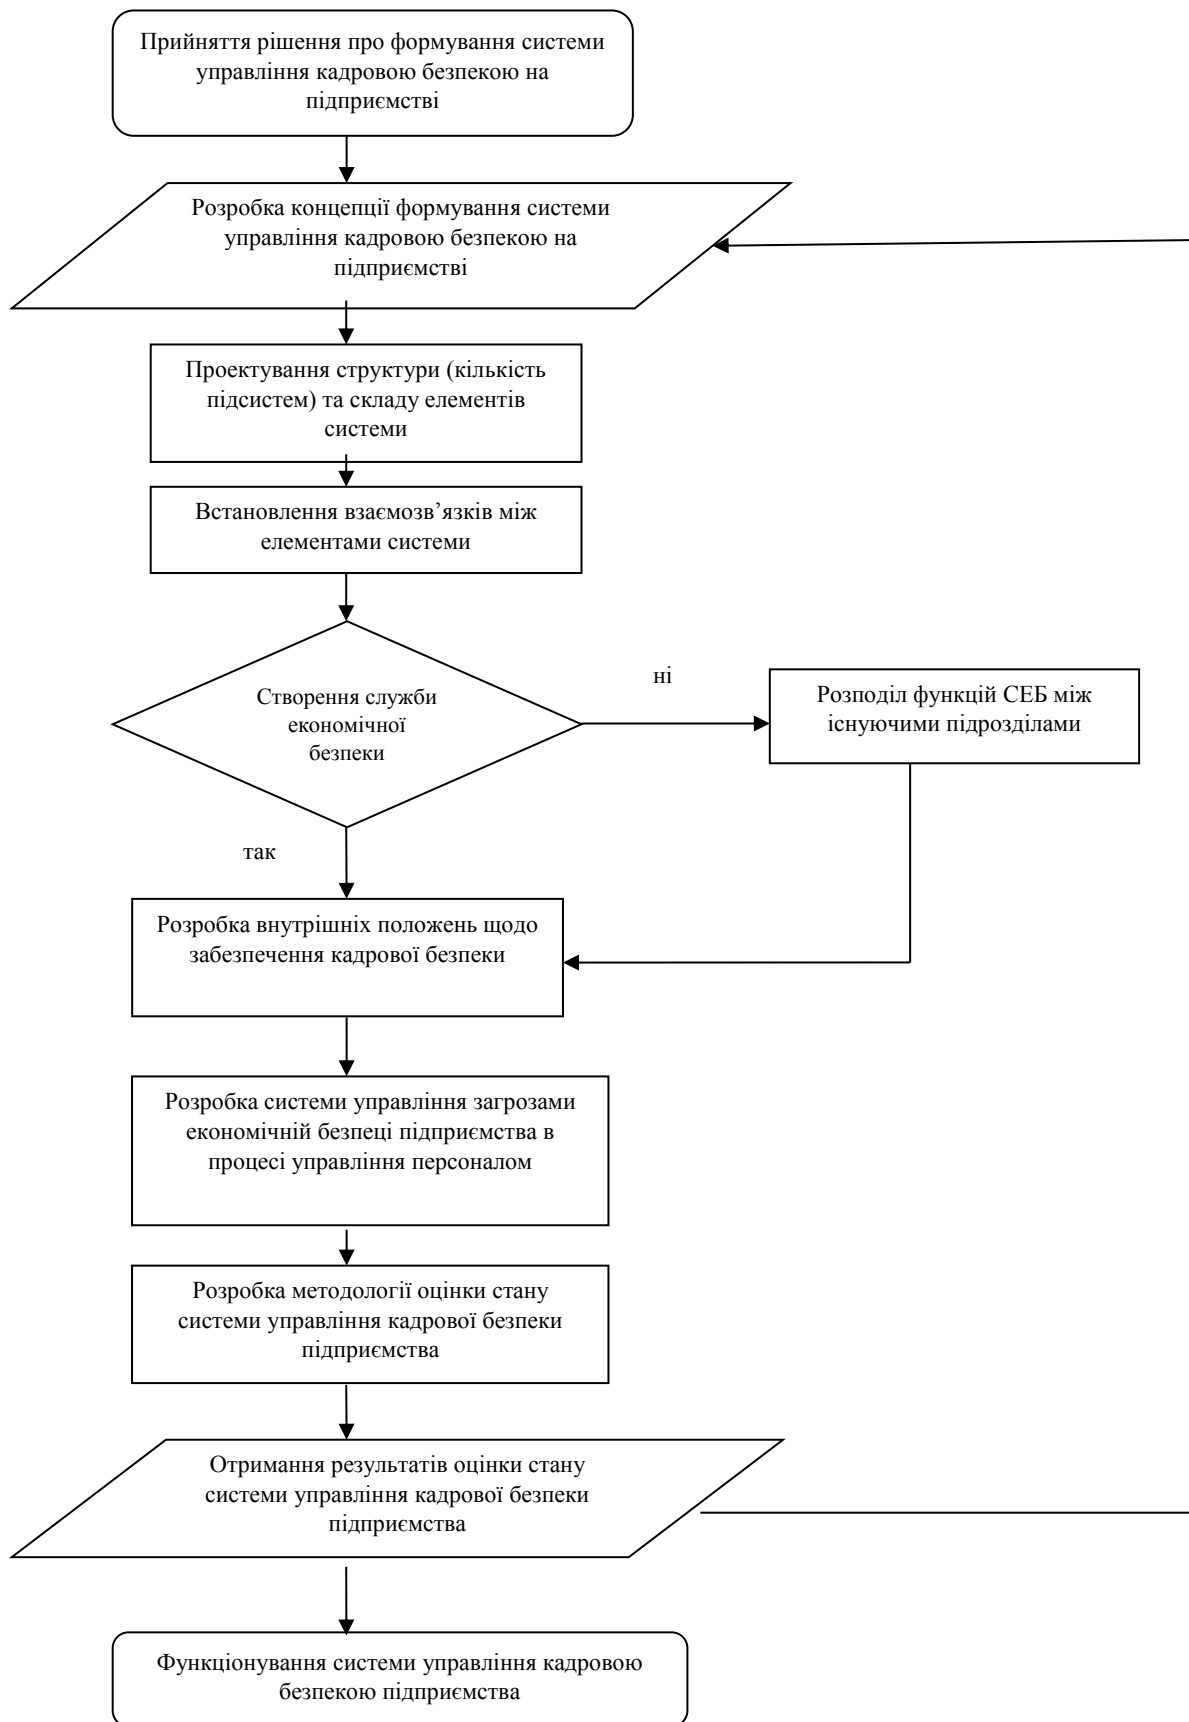 Прийняття рішення про формування системи
управління кадровою безпекою на
підприємстві
Розробка концепції формування системи
управління кадровою безпекою на
підприємстві
Проектування структури (кількість
підсистем) та складу елементів
системи
Встановлення взаємозв’язків між
елементами системи
Створення служби
економічної
безпеки
ні
Розподіл функцій СЕБ між
існуючими підрозділами
так
Розробка внутрішніх положень щодо
забезпечення кадрової безпеки
Розробка системи управління загрозами
економічній безпеці підприємства в
процесі управління персоналом
Розробка методології оцінки стану
системи управління кадрової безпеки
підприємства
Отримання результатів оцінки стану
системи управління кадрової безпеки
підприємства
Функціонування системи управління кадровою
безпекою підприємства